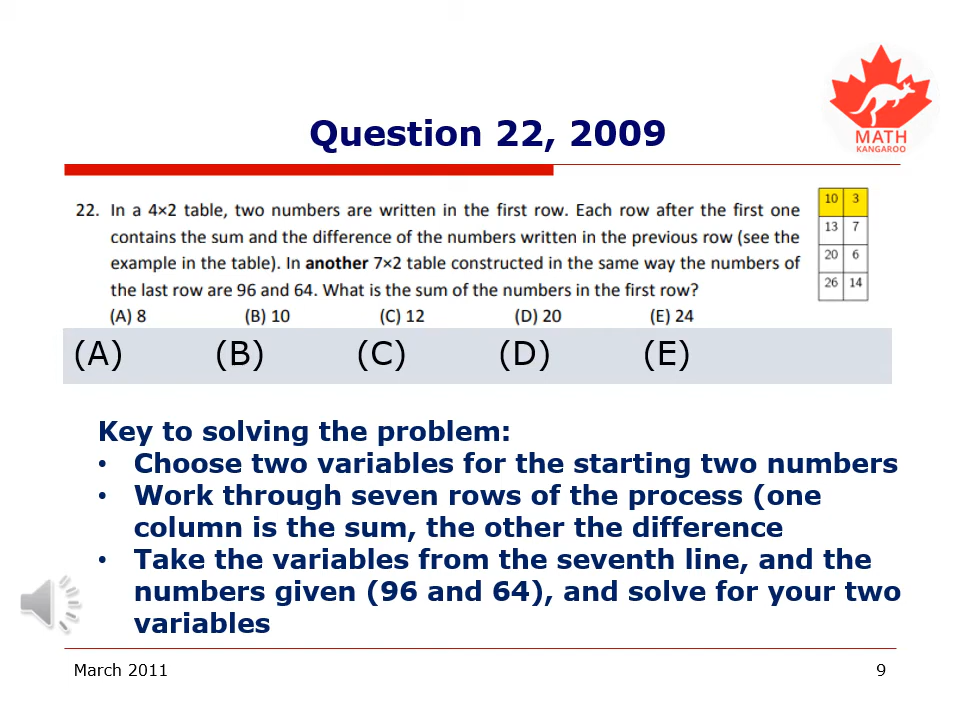 MATH
KANGAROO
Question 22, 2009
22. In a 4×2 table, two numbers are written in the first row. Each row after the first one
contains the sum and the difference of the numbers written in the previous row (see the
example in the table). In another 7×2 table constructed in the same way the numbers of
the last row are 96 and 64. What is the sum of the numbers in the first row?
(A) 8 (B) 10 (C) 12 (D) 20 (E) 24
10 3
13 7
20 6
26 14
(A) (B) (C) (D) (E)
Key to solving the problem:
• Choose two variables for the starting two numbers
• Work through seven rows of the process (one
column is the sum, the other the difference
• Take the variables from the seventh line, and the
numbers given (96 and 64), and solve for your two
variables
March 2011 9